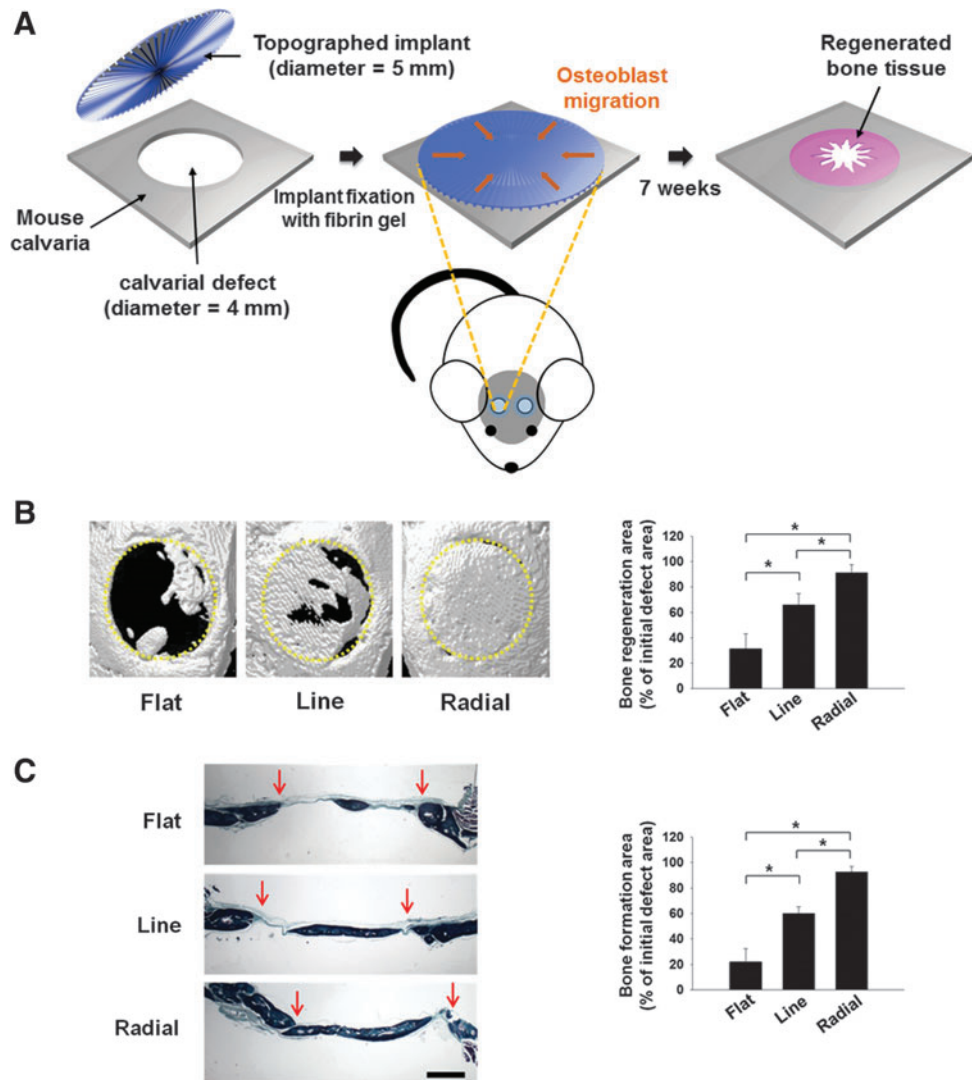 A
Topographed implant
(diameter = 5 mm)
Mouse
calvaria
calvarial defect
(diameter = 4 mm)
Implant fixation
with fibrin gel
Osteoblast
migration
7 weeks
Regenerated
bone tissue
B
Flat
Line
Radial
Bone regeneration area
(% of initial defect area)
120
100
80
60
40
20
0
*
*
*
Flat
Line
Radial
C
Flat
Line
Radial
Bone formation area
(% of initial defect area)
120
100
80
60
40
20
0
*
*
*
Flat
Line
Radial